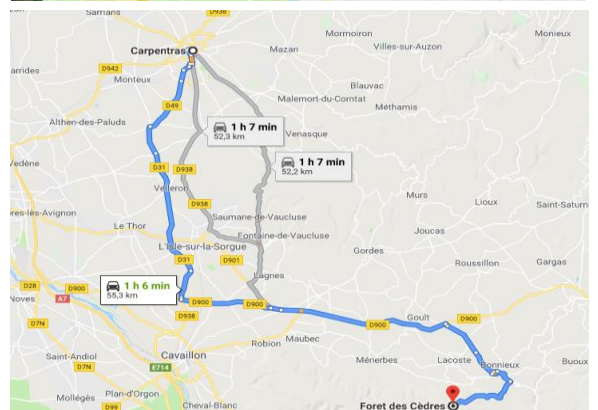 D938
Sarrians
Mormoiron
Monieux
Carpentras
Mazan
Villes-sur-Auzon
D942
Monteux
Blauvac
D49
Malemort-du-Comtat
Méthamis
Althen-des-Paluds
1 h 7 min
52,3 km
Venasque
1 h 7 min
52,2 km
D31
D938
Velleron
Murs
Lioux
D938
Saint-Saturn
Saumane-de-Vaucluse
Le Thor
Joucas
Fontaine-de-Vaucluse
L'Isle-sur-la-Sorgue
Gordes
D31
D901
Roussillon
Gargas
Lagnes
1 h 6 min
55,3 km
D28
D900
A7
Noves
D900
D900
D938
D7N
D900
Goult
D900
Robion
Maubec
Saint-Andiol
Cavaillon
Ménerbes
Lacoste
Bonnieux
Buoux
D7N
E714
Mollégès
Plan-d'Orgon
D99
Cheval-Blanc
Foret des Cèdres